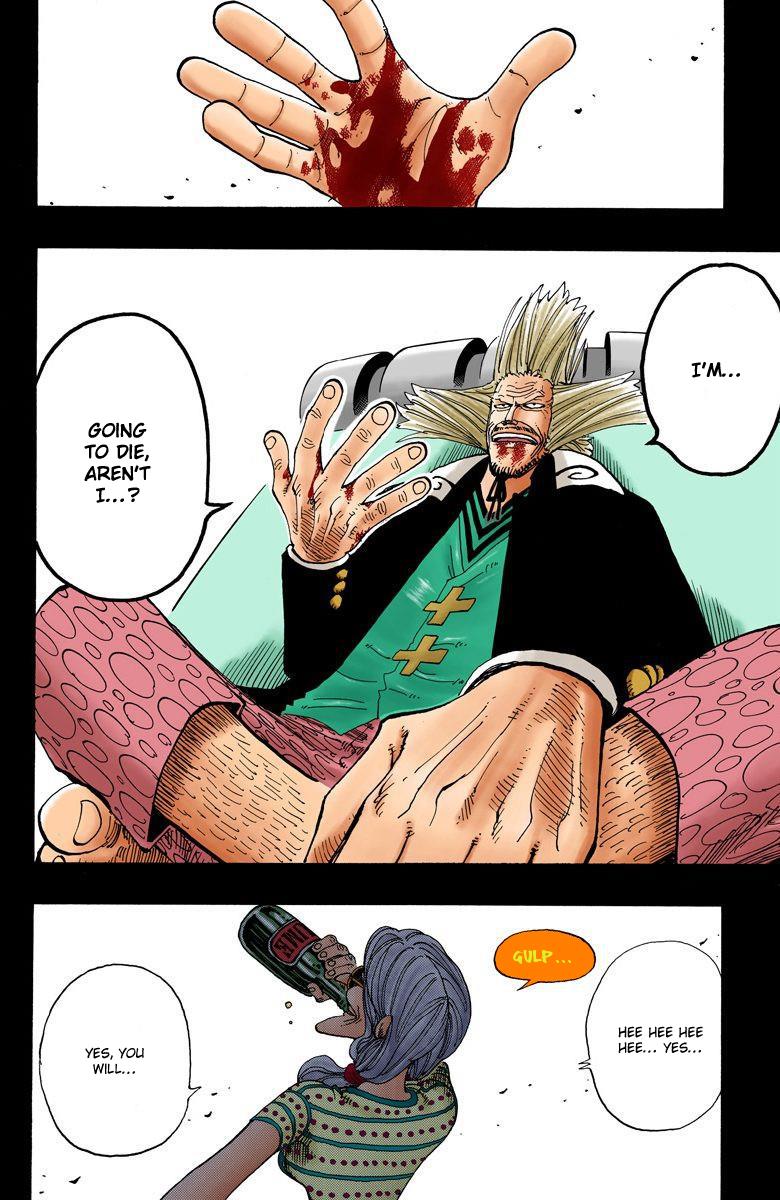 I'M...
GOING
TO DIE,
AREN'T
I...?
HEE HEE HEE
HEE... YES...
GULP...
YES, YOU
WILL...